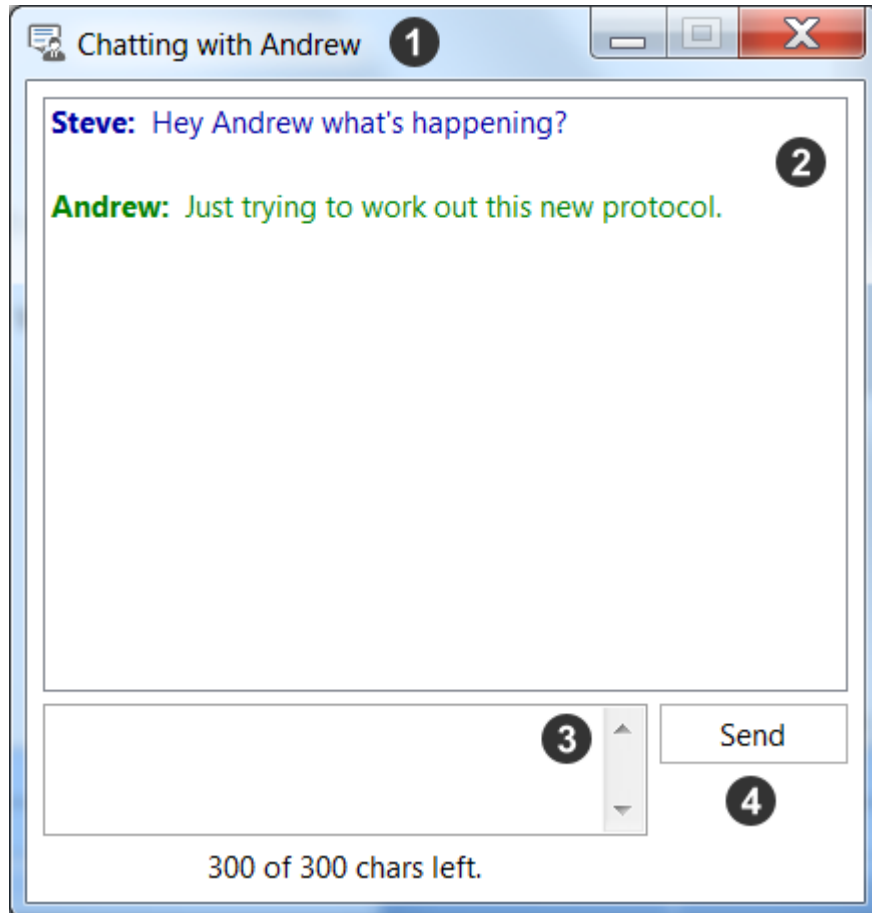 Chatting with Andrew 1
Steve: Hey Andrew what's happening?
2
Andrew: Just trying to work out this new protocol.
3
Send
4
300 of 300 chars left.